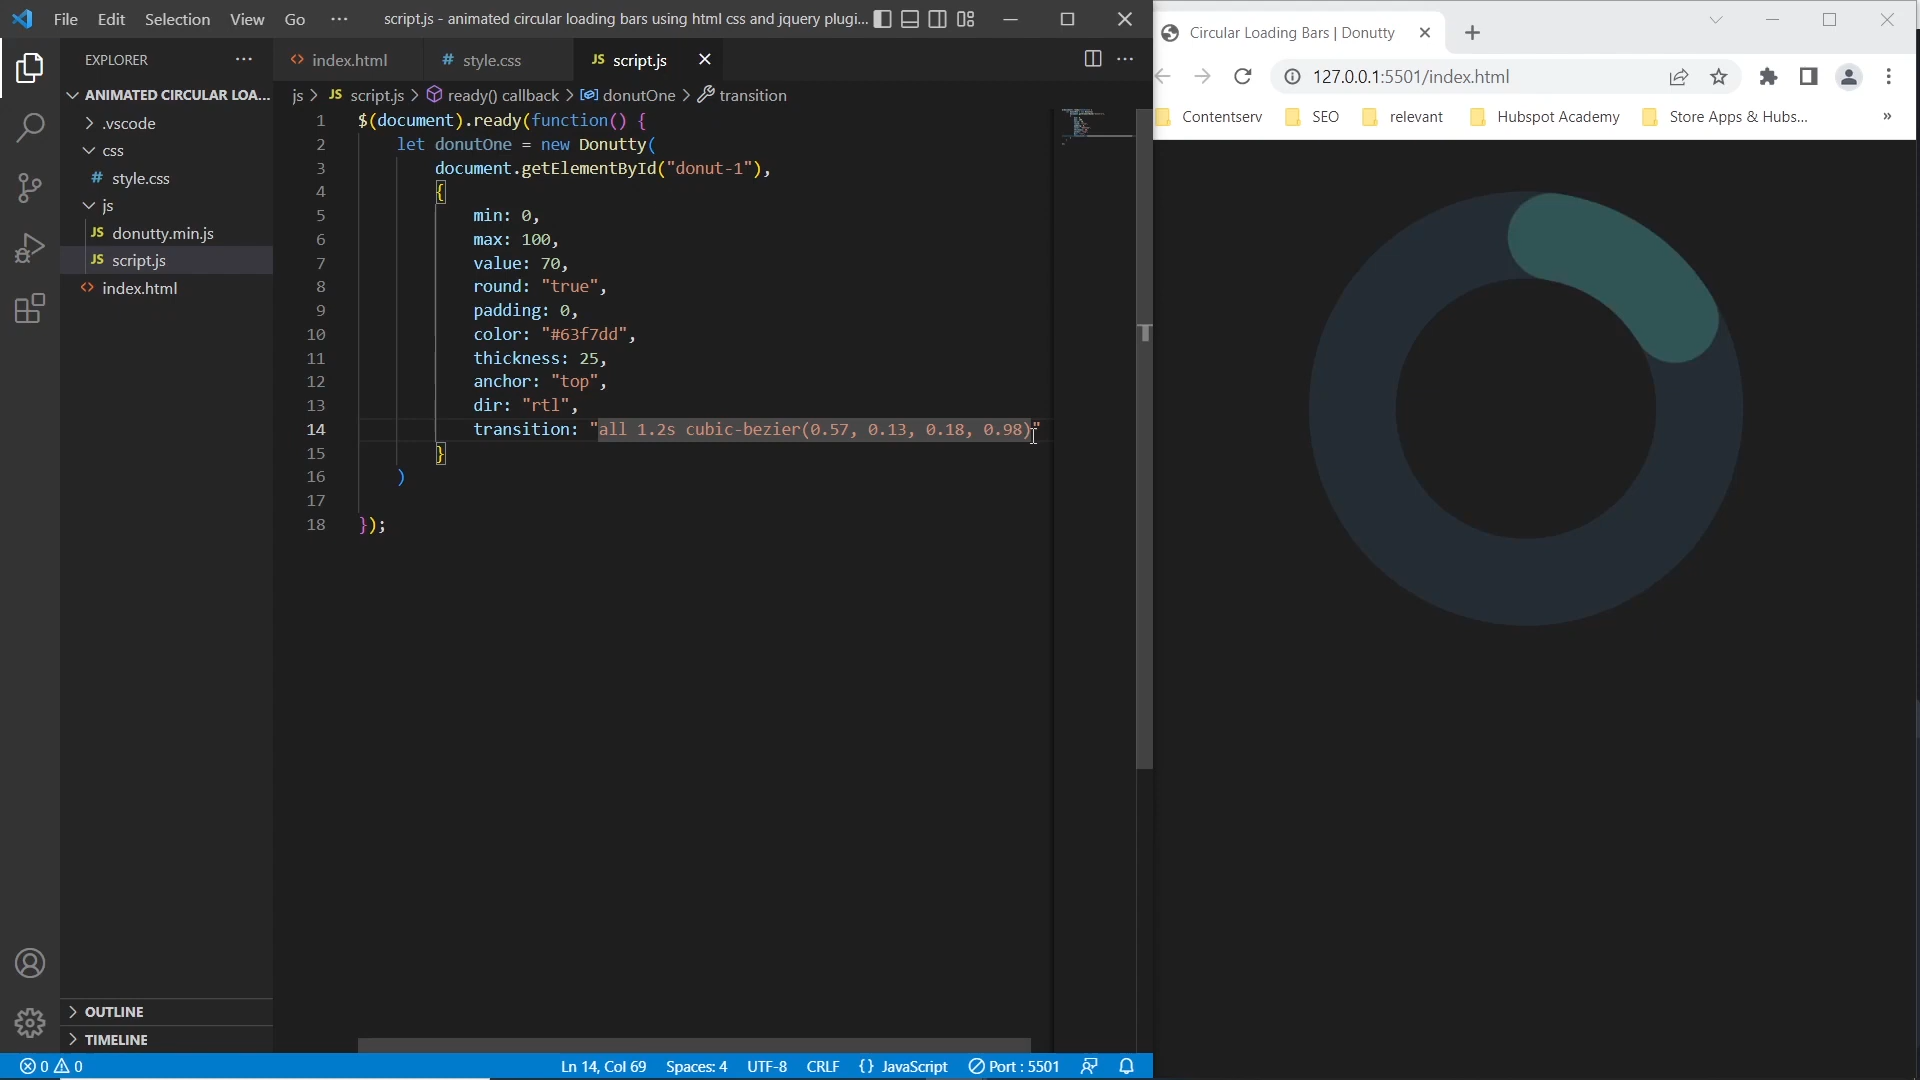 File Edit Selection View Go ··· script.js - animated circular loading bars using html css and jquery plugi...
EXPLORER ···
ANIMATED CIRCULAR LOA...
.vscode
css
# style.css
js
JS donutty.min.js
JS script.js
<> index.html
OUTLINE
TIMELINE
<> index.html # style.css JS script.js
js > JS script.js > ready() callback > donutOne > transition
1 $(document).ready(function() {
2 let donutOne = new Donutty(
3 document.getElementById("donut-1"),
4 {
5 min: 0,
6 max: 100,
7 value: 70,
8 round: "true",
9 padding: 0,
10 color: "#63f7dd",
11 thickness: 25,
12 anchor: "top",
13 dir: "rtl",
14 transition: "all 1.2s cubic-bezier(0.57, 0.13, 0.18, 0.98)"
15 }
16 )
17
18 });
0 0 Ln 14, Col 69 Spaces: 4 UTF-8 CRLF {} JavaScript Port : 5501
Circular Loading Bars | Donutty
127.0.0.1:5501/index.html
Contentserv SEO relevant Hubspot Academy Store Apps & Hubs... »